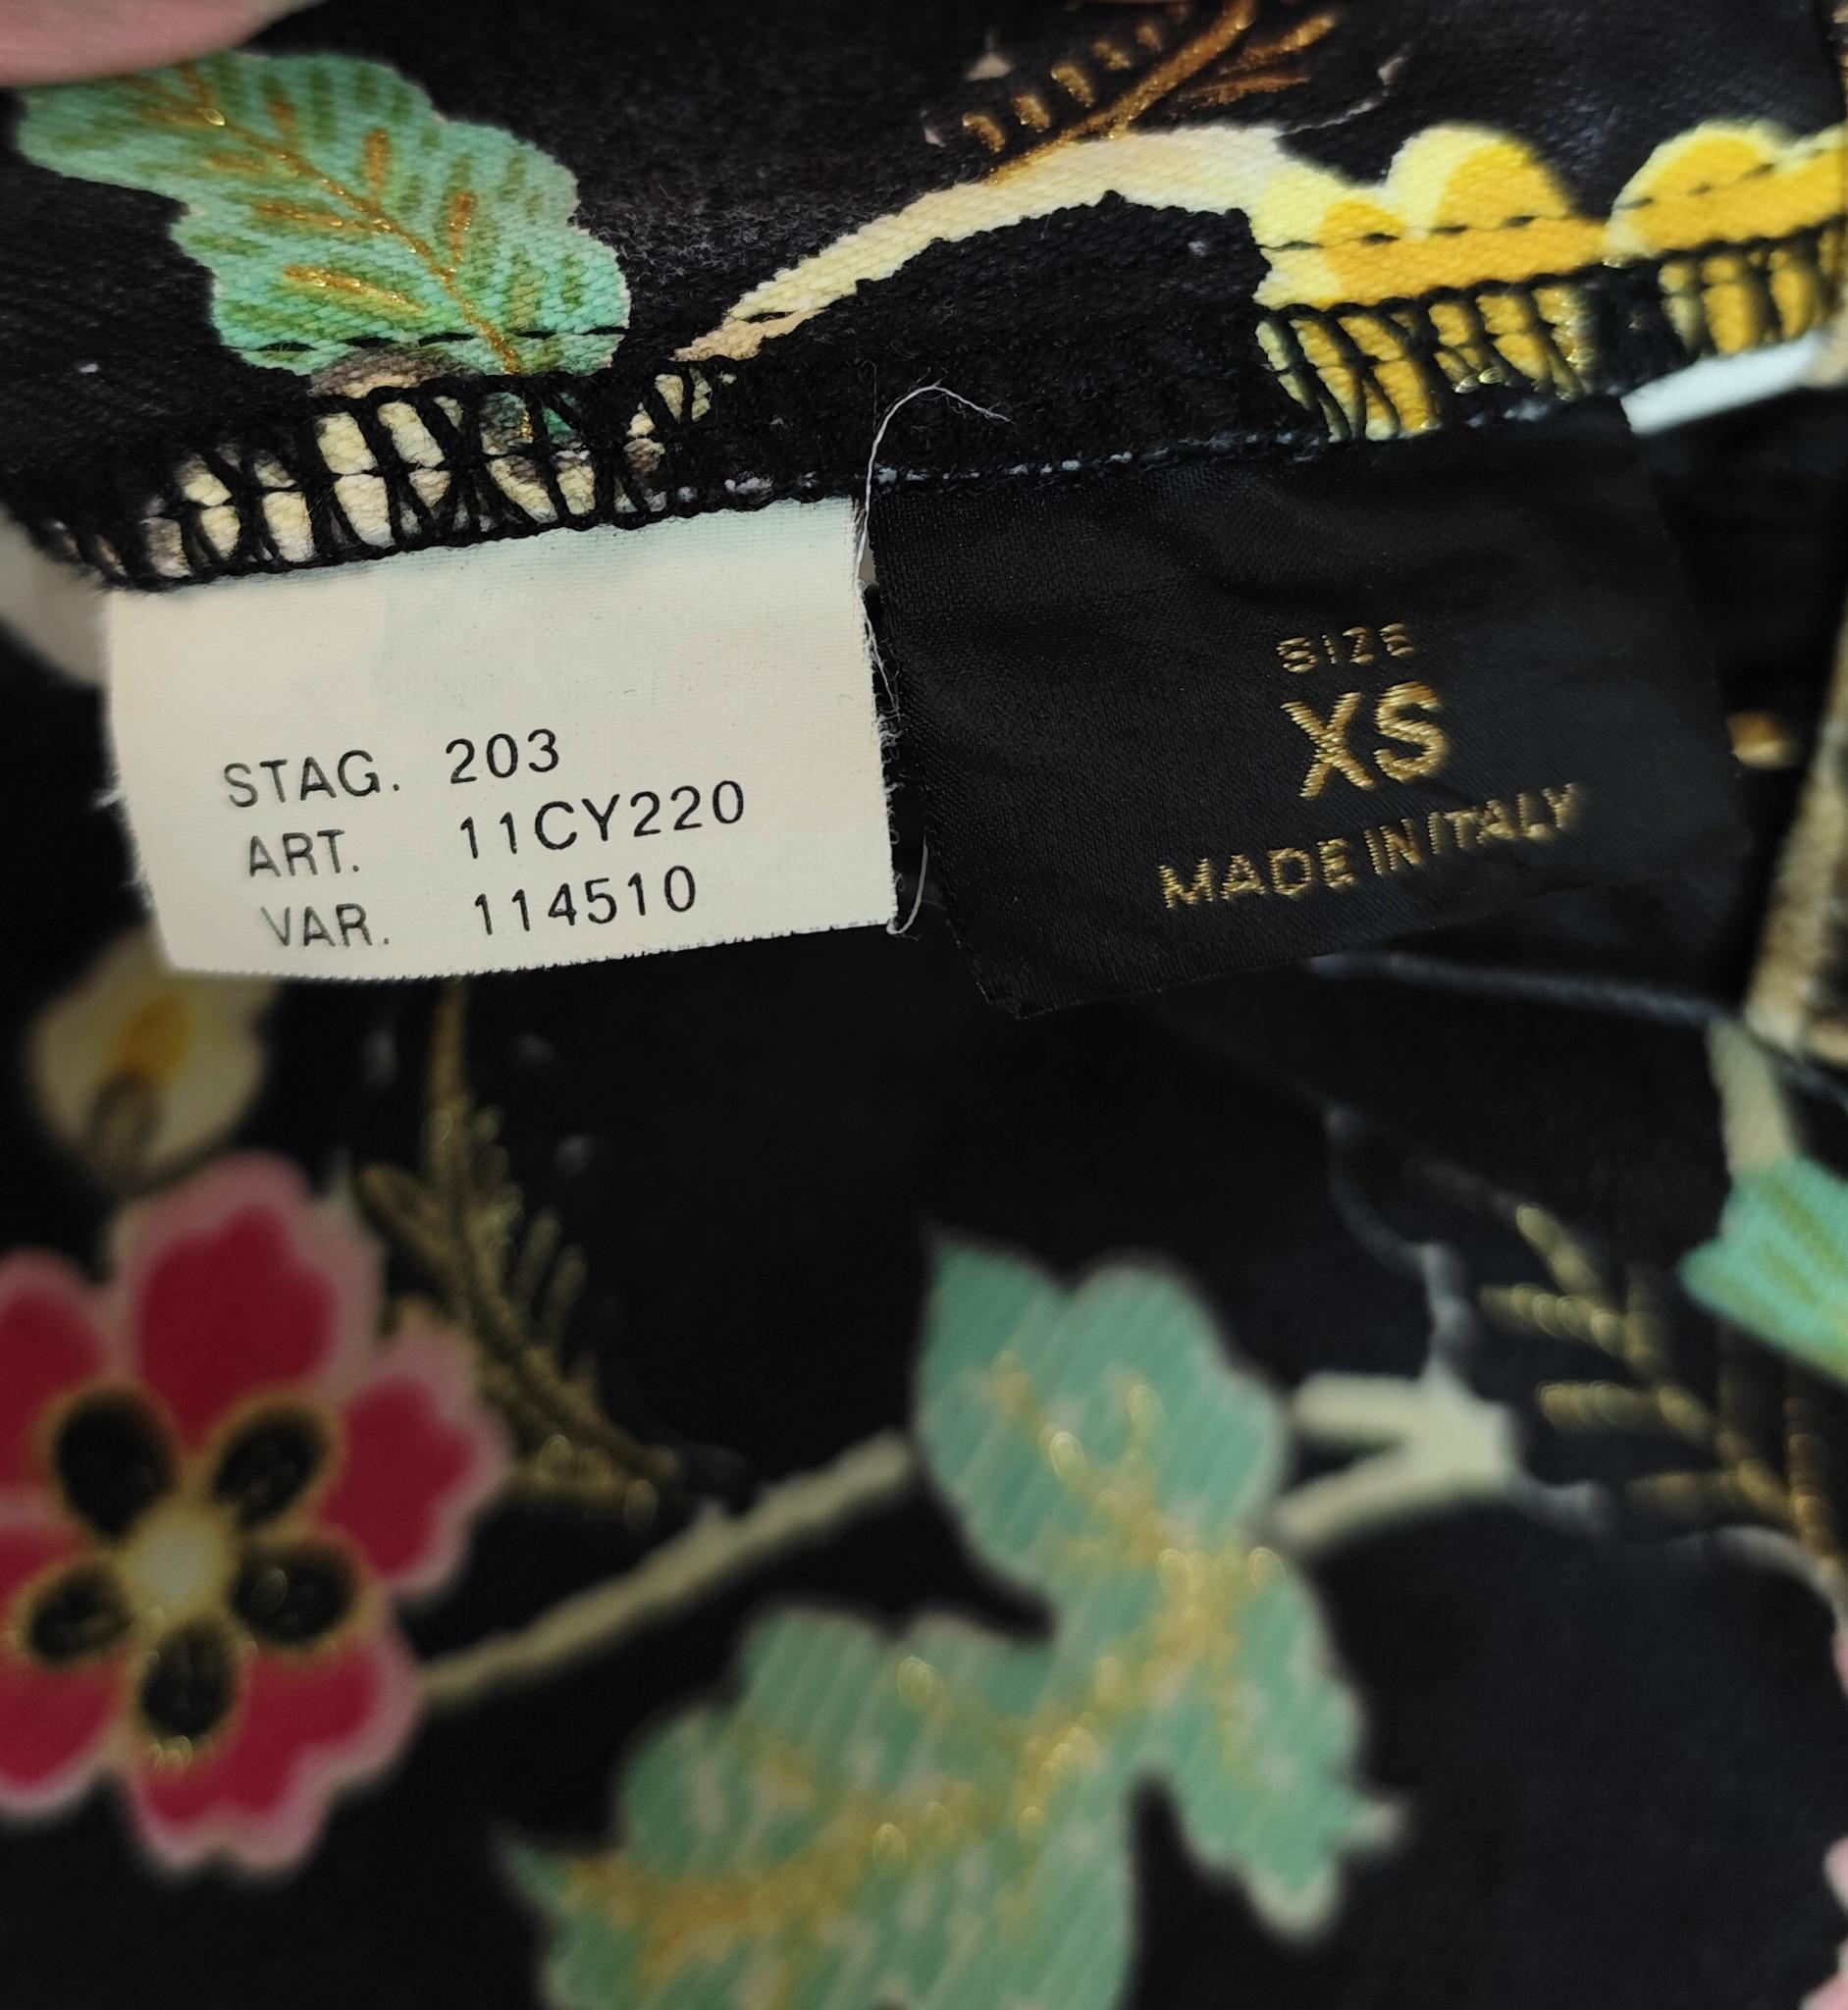 STAG. 203
ART. 11CY220
VAR. 114510
SIZE
XS
MADE IN ITALY